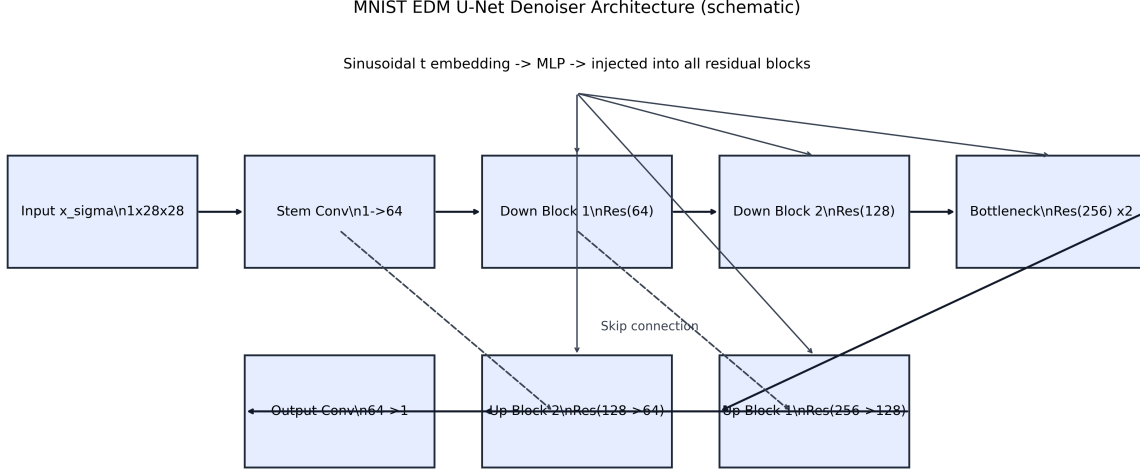 MNIST EDM U-Net Denoiser Architecture (schematic)
Sinusoidal t embedding -> MLP -> injected into all residual blocks
Input x_sigma\n1x28x28
Stem Conv\n1->64
Down Block 1\nRes(64)
Down Block 2\nRes(128)
Bottleneck\nRes(256) x2
Skip connection
Output Conv\n64->1
Up Block 2\nRes(128->64)
Up Block 1\nRes(256->128)